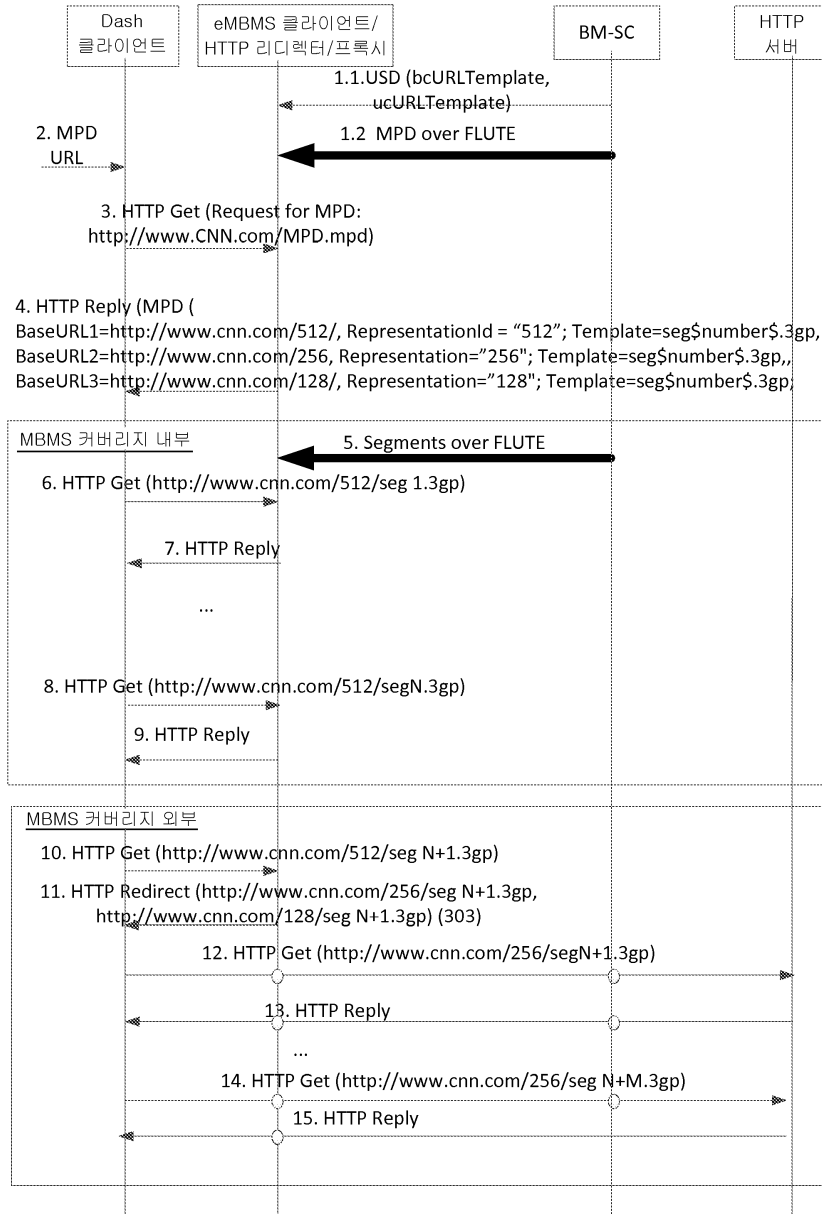 Dash
클라이언트
eMBMS 클라이언트/
HTTP 리디렉터/프록시
BM-SC
HTTP
서버
1.1.USD (bcURLTemplate,
ucURLTemplate)
2. MPD
URL
1.2 MPD over FLUTE
3. HTTP Get (Request for MPD:
http://www.CNN.com/MPD.mpd)
4. HTTP Reply (MPD (
BaseURL1=http://www.cnn.com/512/, RepresentationId = “512”; Template=seg$number$.3gp,
BaseURL2=http://www.cnn.com/256, Representation=”256"; Template=seg$number$.3gp,,
BaseURL3=http://www.cnn.com/128/, Representation=”128"; Template=seg$number$.3gp;
MBMS 커버리지 내부
5. Segments over FLUTE
6. HTTP Get (http://www.cnn.com/512/seg 1.3gp)
7. HTTP Reply
...
8. HTTP Get (http://www.cnn.com/512/segN.3gp)
9. HTTP Reply
MBMS 커버리지 외부
10. HTTP Get (http://www.cnn.com/512/seg N+1.3gp)
11. HTTP Redirect (http://www.cnn.com/256/seg N+1.3gp,
http://www.cnn.com/128/seg N+1.3gp) (303)
12. HTTP Get (http://www.cnn.com/256/segN+1.3gp)
13. HTTP Reply
...
14. HTTP Get (http://www.cnn.com/256/seg N+M.3gp)
15. HTTP Reply